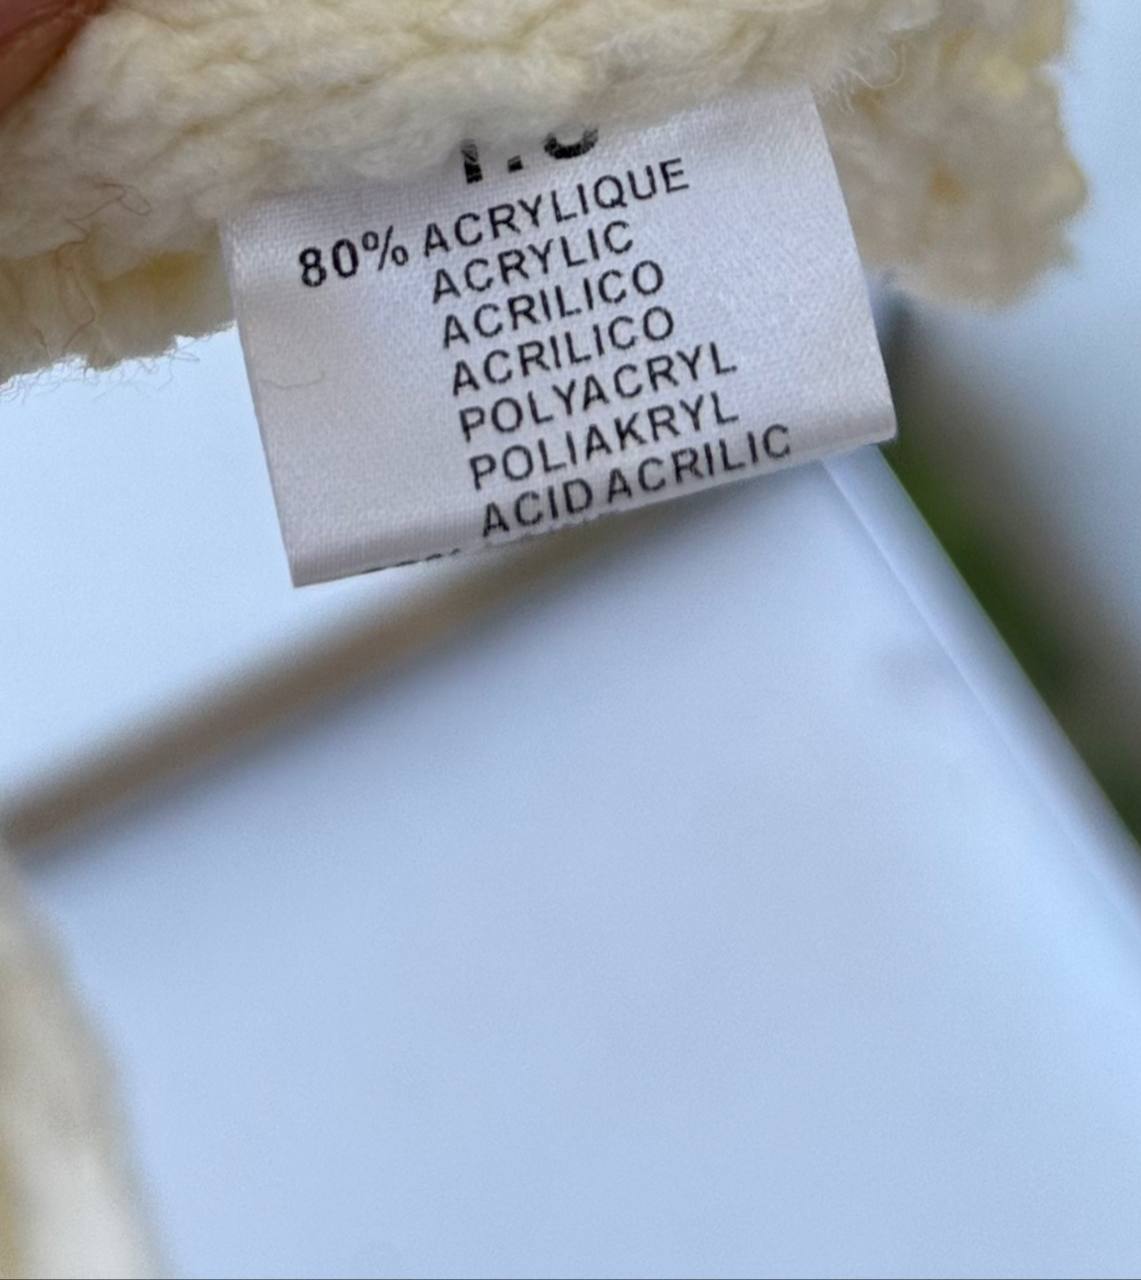 80% ACRYLIQUE
ACRYLIC
ACRILICO
ACRILICO
POLYACRYL
POLIAKRYL
ACID ACRILIC